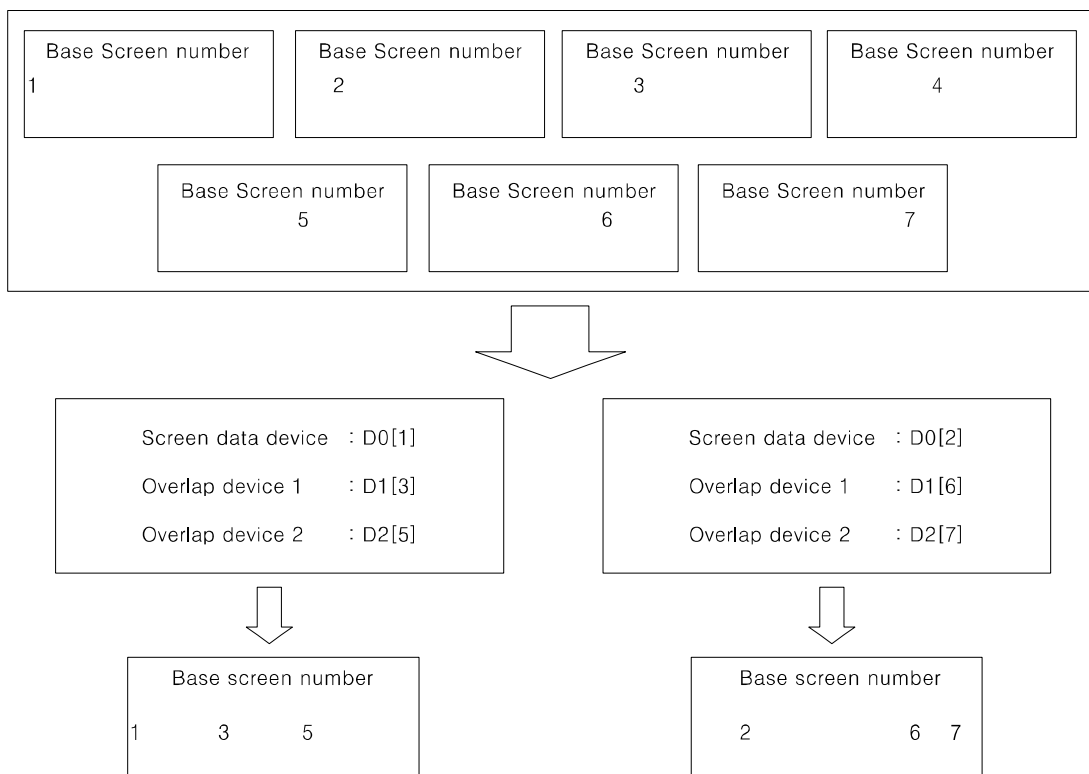 Base Screen number
1
Base Screen number
2
Base Screen number
3
Base Screen number
4
Base Screen number
5
Base Screen number
6
Base Screen number
7
Screen data device : D0[1]
Overlap device 1 : D1[3]
Overlap device 2 : D2[5]
Screen data device : D0[2]
Overlap device 1 : D1[6]
Overlap device 2 : D2[7]
Base screen number
1 3 5
Base screen number
2 6 7